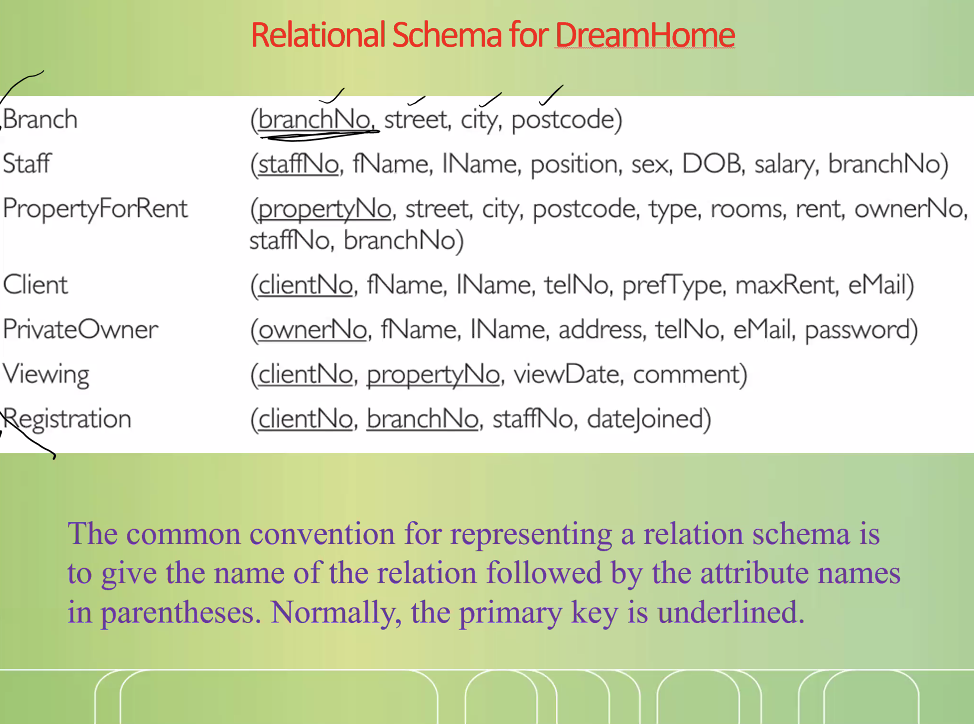 Relational Schema for DreamHome
Branch (branchNo, street, city, postcode)
Staff (staffNo, fName, lName, position, sex, DOB, salary, branchNo)
PropertyForRent (propertyNo, street, city, postcode, type, rooms, rent, ownerNo,
staffNo, branchNo)
Client (clientNo, fName, lName, telNo, prefType, maxRent, eMail)
PrivateOwner (ownerNo, fName, lName, address, telNo, eMail, password)
Viewing (clientNo, propertyNo, viewDate, comment)
Registration (clientNo, branchNo, staffNo, dateJoined)
The common convention for representing a relation schema is
to give the name of the relation followed by the attribute names
in parentheses. Normally, the primary key is underlined.